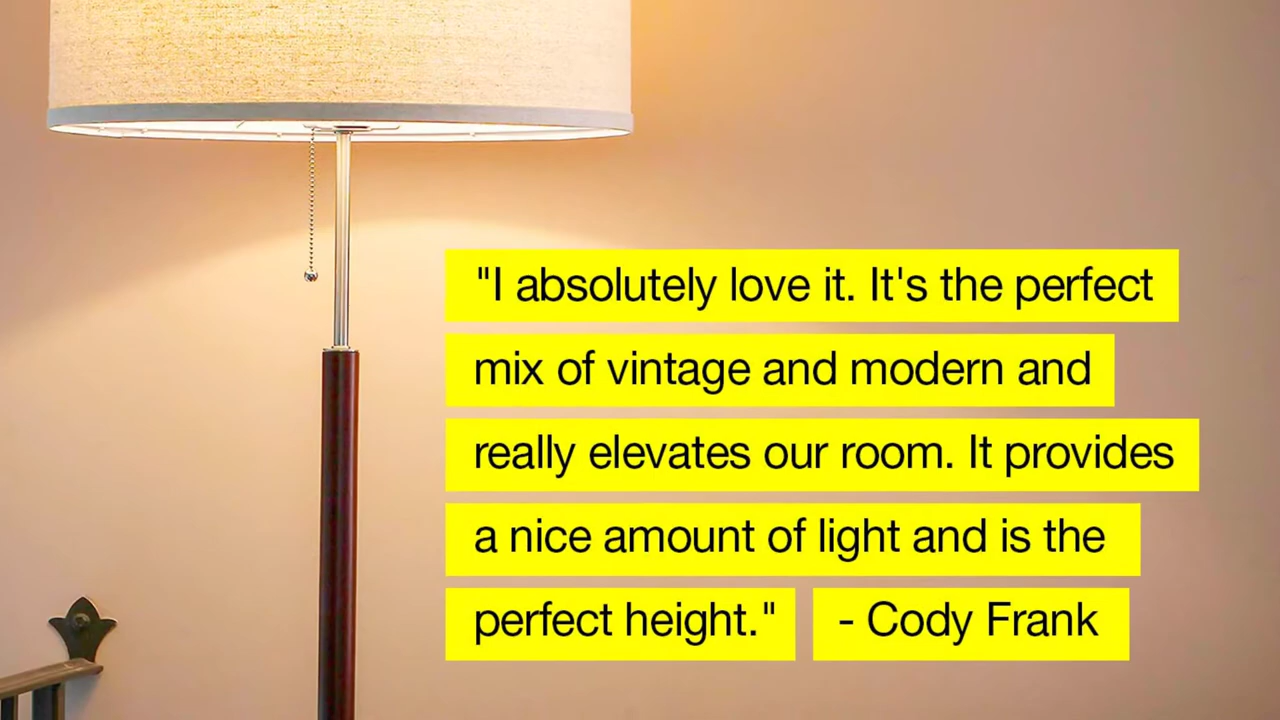 "I absolutely love it. It's the perfect
mix of vintage and modern and
really elevates our room. It provides
a nice amount of light and is the
perfect height." - Cody Frank